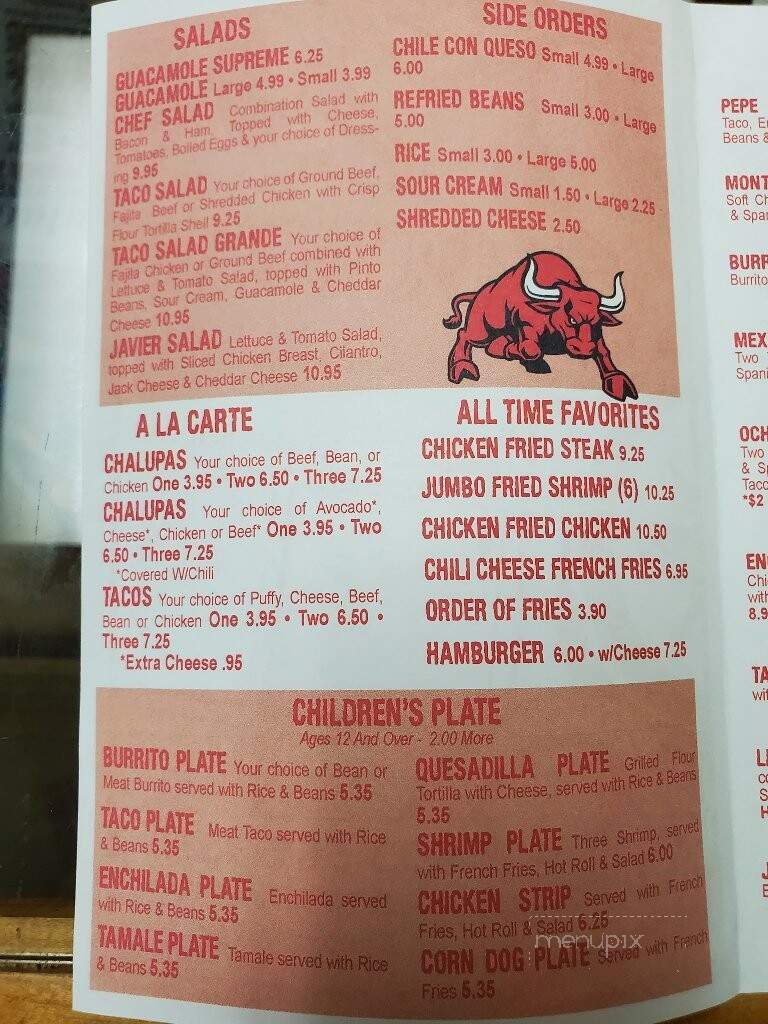 SALADS
GUACAMOLE SUPREME 6.25
GUACAMOLE Large 4.99 • Small 3.99
CHEF SALAD Combination Salad with
Bacon & Ham, Topped with Cheese,
Tomatoes, Boiled Eggs & your choice of Dress-
ing 9.95
TACO SALAD Your choice of Ground Beef,
Fajita Beef or Shredded Chicken with Crisp
Flour Tortilla Shell 9.25
TACO SALAD GRANDE Your choice of
Fajita Chicken or Ground Beef combined with
Lettuce & Tomato Salad, topped with Pinto
Beans, Sour Cream, Guacamole & Cheddar
Cheese 10.95
JAVIER SALAD Lettuce & Tomato Salad,
topped with Sliced Chicken Breast, Cilantro,
Jack Cheese & Cheddar Cheese 10.95
SIDE ORDERS
CHILE CON QUESO Small 4.99 • Large
6.00
REFRIED BEANS Small 3.00 • Large
5.00
RICE Small 3.00 • Large 5.00
SOUR CREAM Small 1.50 • Large 2.25
SHREDDED CHEESE 2.50
A LA CARTE
CHALUPAS Your choice of Beef, Bean, or
Chicken One 3.95 • Two 6.50 • Three 7.25
CHALUPAS Your choice of Avocado*,
Cheese*, Chicken or Beef* One 3.95 • Two
6.50 • Three 7.25
*Covered W/Chili
TACOS Your choice of Puffy, Cheese, Beef,
Bean or Chicken One 3.95 • Two 6.50 •
Three 7.25
*Extra Cheese .95
ALL TIME FAVORITES
CHICKEN FRIED STEAK 9.25
JUMBO FRIED SHRIMP (6) 10.25
CHICKEN FRIED CHICKEN 10.50
CHILI CHEESE FRENCH FRIES 6.95
ORDER OF FRIES 3.90
HAMBURGER 6.00 • w/Cheese 7.25
CHILDREN'S PLATE
Ages 12 And Over - 2.00 More
BURRITO PLATE Your choice of Bean or
Meat Burrito served with Rice & Beans 5.35
TACO PLATE Meat Taco served with Rice
& Beans 5.35
ENCHILADA PLATE Enchilada served
with Rice & Beans 5.35
TAMALE PLATE Tamale served with Rice
& Beans 5.35
QUESADILLA PLATE Grilled Flour
Tortilla with Cheese, served with Rice & Beans
5.35
SHRIMP PLATE Three Shrimp, served
with French Fries, Hot Roll & Salad 6.00
CHICKEN STRIP Served with French
Fries, Hot Roll & Salad 6.25
CORN DOG PLATE Served with French
Fries 5.35
menupix
PEPE
Taco,
Beans &
Soft
&
Burrito
Two
Two
&
Taco
*$2
with
8.9